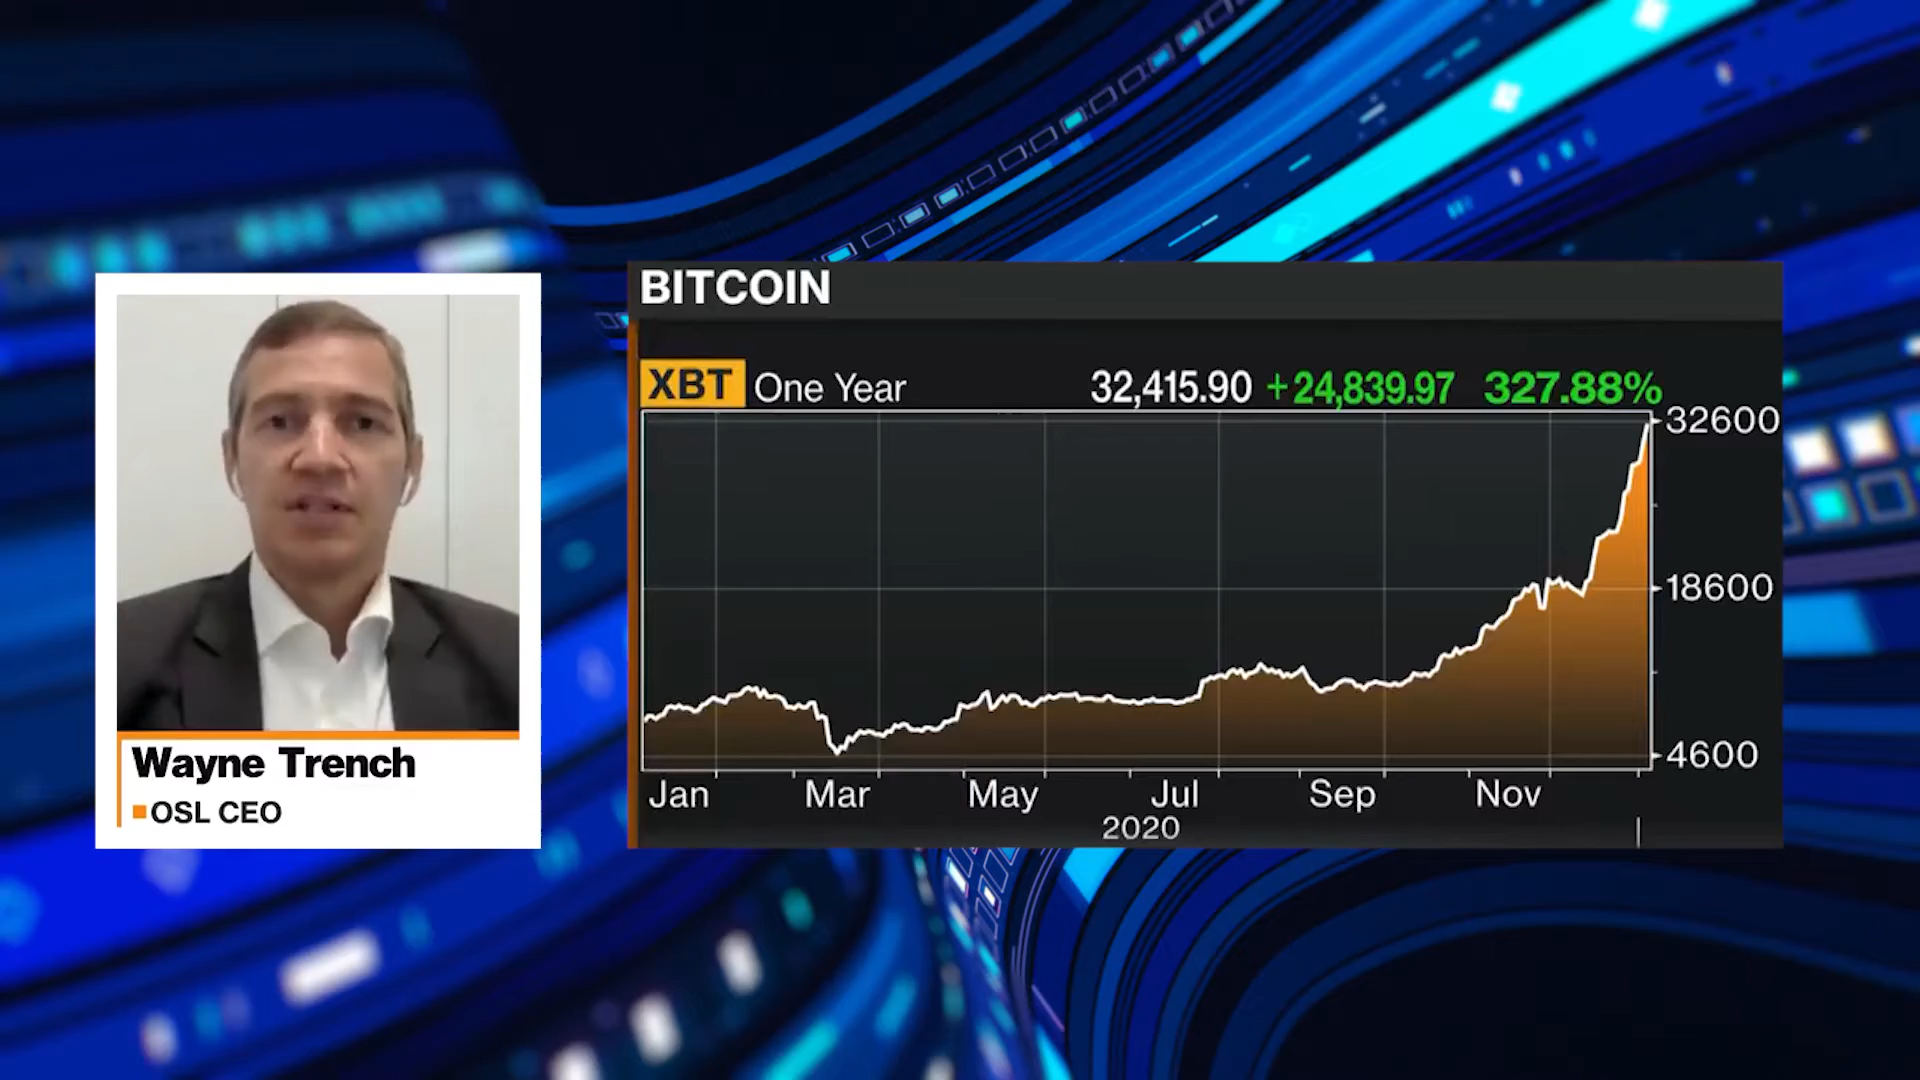 Wayne Trench
OSL CEO
BITCOIN
XBT One Year 32,415.90 +24,839.97 327.88%
32600
18600
4600
Jan Mar May Jul Sep Nov
2020